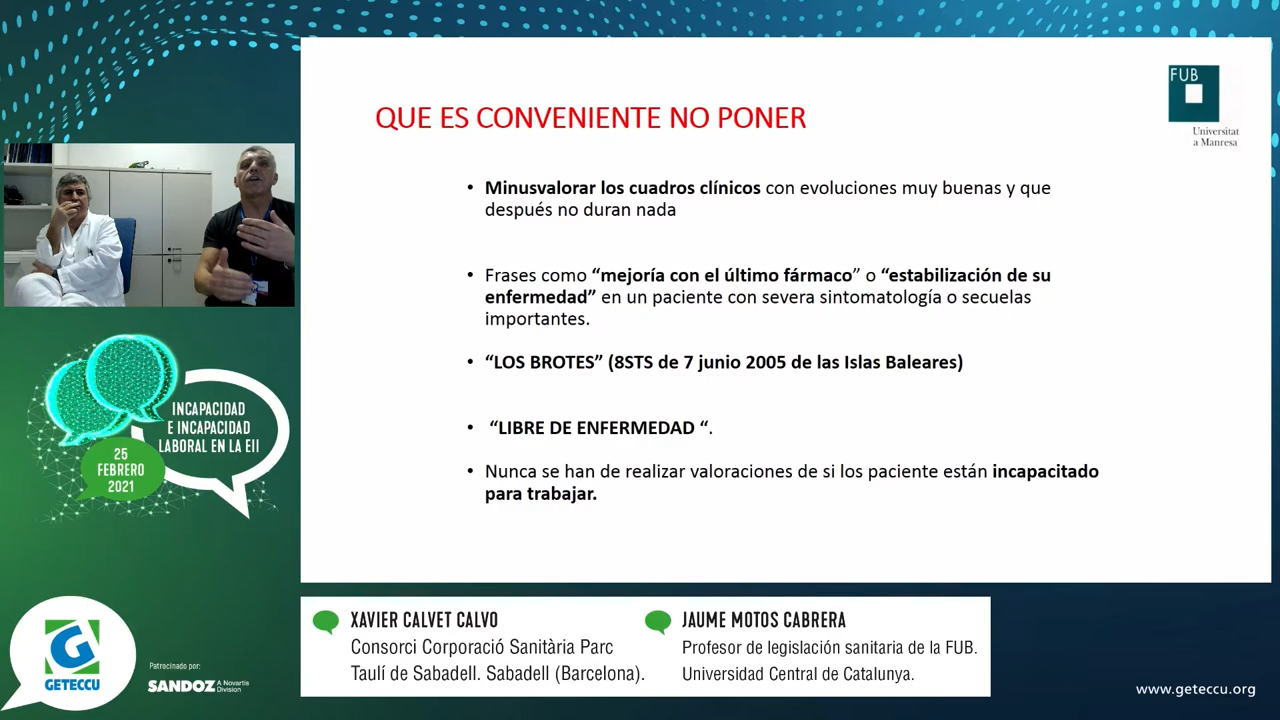 QUE ES CONVENIENTE NO PONER
FUB
Universitat
a Manresa
• Minusvalorar los cuadros clínicos con evoluciones muy buenas y que
después no duran nada
• Frases como “mejoría con el último fármaco” o “estabilización de su
enfermedad” en un paciente con severa sintomatología o secuelas
importantes.
• “LOS BROTES” (8STS de 7 junio 2005 de las Islas Baleares)
• “LIBRE DE ENFERMEDAD “.
• Nunca se han de realizar valoraciones de si los paciente están incapacitado
para trabajar.
INCAPACIDAD
E INCAPACIDAD
LABORAL EN LA EII
25
FEBRERO
2021
G
GETECCU
Patrocinado por:
SANDOZ A Novartis
Division
XAVIER CALVET CALVO
Consorci Corporació Sanitària Parc
Taulí de Sabadell. Sabadell (Barcelona).
JAUME MOTOS CABRERA
Profesor de legislación sanitaria de la FUB.
Universidad Central de Catalunya.
www.geteccu.org